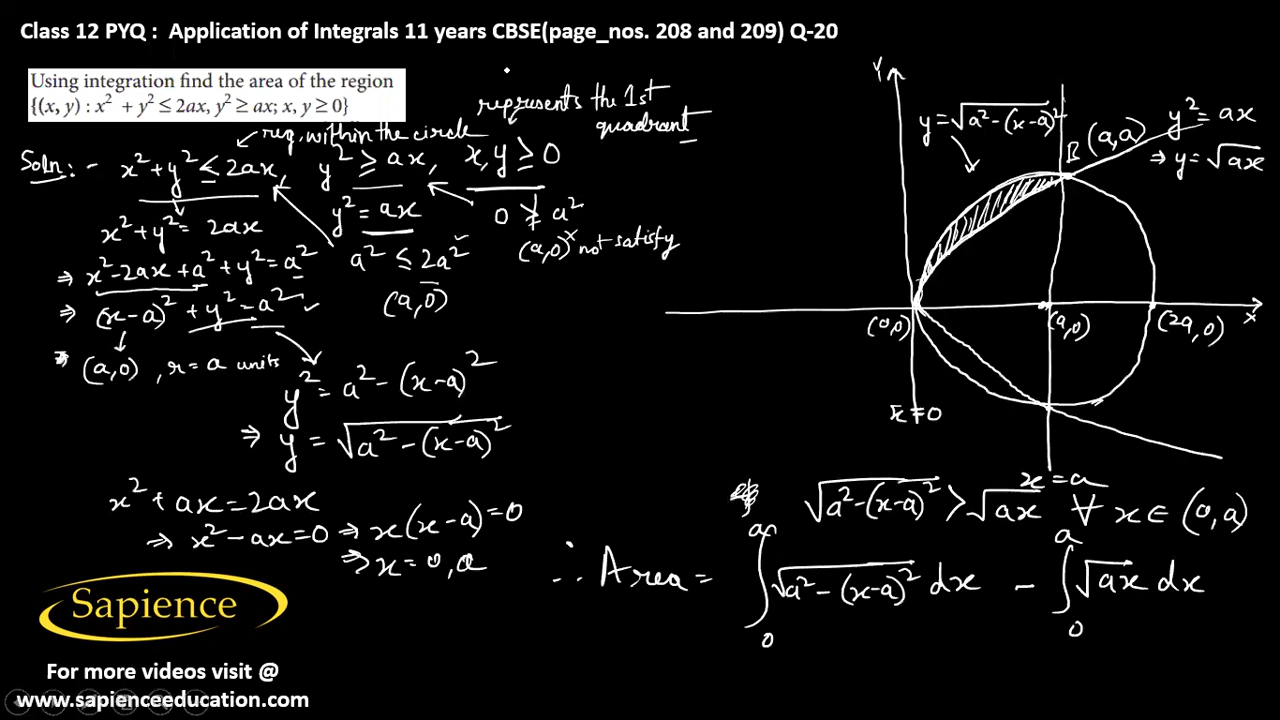 Class 12 PYQ : Application of Integrals 11 years CBSE(page_nos. 208 and 209) Q-20
Using integration find the area of the region
{(x, y) : x² + y² ≤ 2ax, y² ≥ ax; x, y ≥ 0}
represents the 1st
quadrant
reg. within the circle
Soln :- x² + y² ≤ 2ax, y² ≥ ax, x, y ≥ 0
x² + y² = 2ax
y² = ax
0 ≱ a²
(a,0)ˣ not satisfy
⇒ x² - 2ax + a² + y² = a²
a² ≤ 2a²
(a,0)
⇒ (x-a)² + y² - a²
(a,0), r = a units
y² = a² - (x-a)²
⇒ y = √a² - (x-a)²
x² + ax = 2ax
⇒ x² - ax = 0 ⇒ x(x-a) = 0
⇒ x = 0, a
Y
y = √a² - (x-a)²
B (a,a)
y² = ax
⇒ y = √ax
(0,0)
(a,0)
(2a,0)
X
x = 0
x = a
√a² - (x-a)² > √ax ∀ x ∈ (0,a)
∴ Area = ∫₀ᵃ √a² - (x-a)² dx - ∫₀ᵃ √ax dx
Sapience
For more videos visit @
www.sapienceeducation.com